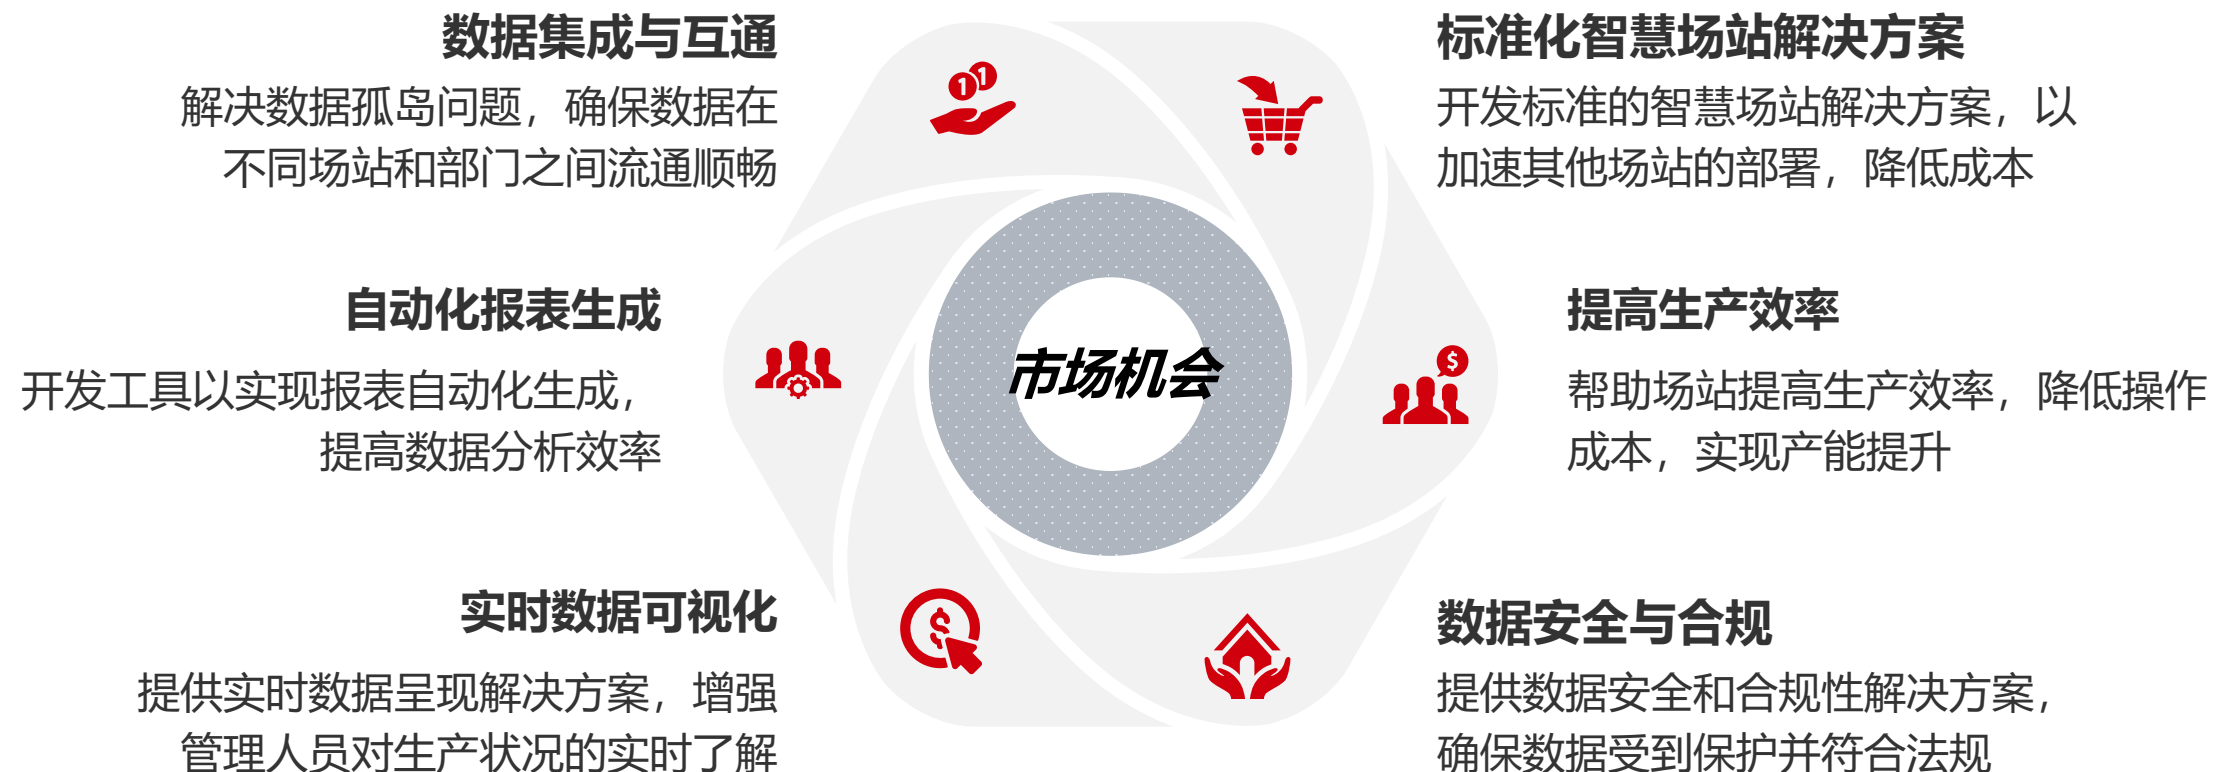 数据集成与互通
解决数据孤岛问题，确保数据在
不同场站和部门之间流通顺畅
自动化报表生成
开发工具以实现报表自动化生成，
提高数据分析效率
实时数据可视化
提供实时数据呈现解决方案，增强
管理人员对生产状况的实时了解
1
1
$
市场机会
标准化智慧场站解决方案
开发标准的智慧场站解决方案，以
加速其他场站的部署，降低成本
$
提高生产效率
帮助场站提高生产效率，降低操作
成本，实现产能提升
数据安全与合规
提供数据安全和合规性解决方案，
确保数据受到保护并符合法规